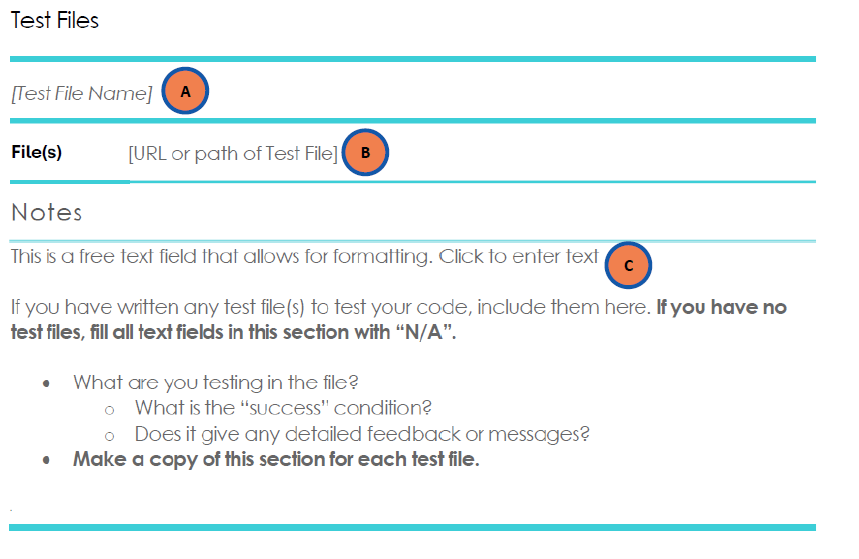 Test Files
[Test File Name] A
File(s) [URL or path of Test File] B
Notes
This is a free text field that allows for formatting. Click to enter text C
If you have written any test file(s) to test your code, include them here. If you have no
test files, fill all text fields in this section with “N/A”.
• What are you testing in the file?
o What is the “success” condition?
o Does it give any detailed feedback or messages?
• Make a copy of this section for each test file.
.